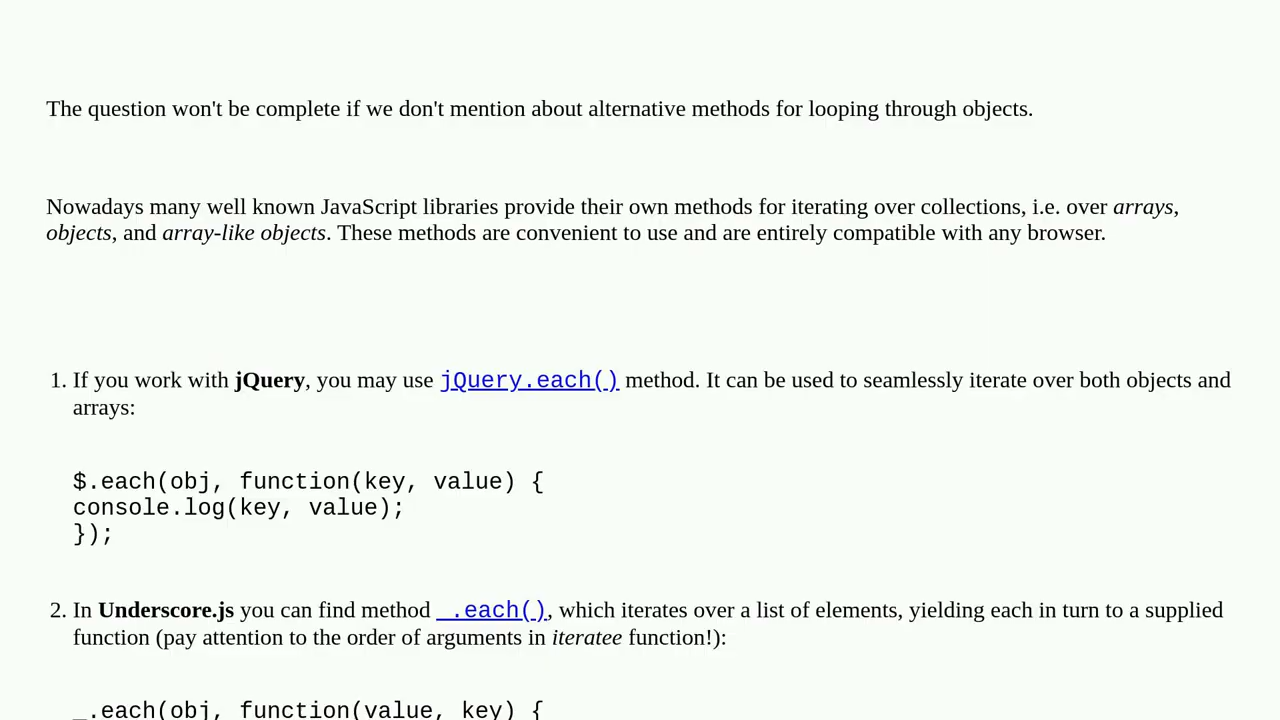 The question won't be complete if we don't mention about alternative methods for looping through objects.
Nowadays many well known JavaScript libraries provide their own methods for iterating over collections, i.e. over arrays,
objects, and array-like objects. These methods are convenient to use and are entirely compatible with any browser.
1. If you work with jQuery, you may use jQuery.each() method. It can be used to seamlessly iterate over both objects and
arrays:
$.each(obj, function(key, value) {
console.log(key, value);
});
2. In Underscore.js you can find method _.each(), which iterates over a list of elements, yielding each in turn to a supplied
function (pay attention to the order of arguments in iteratee function!):
_.each(obj, function(value, key) {